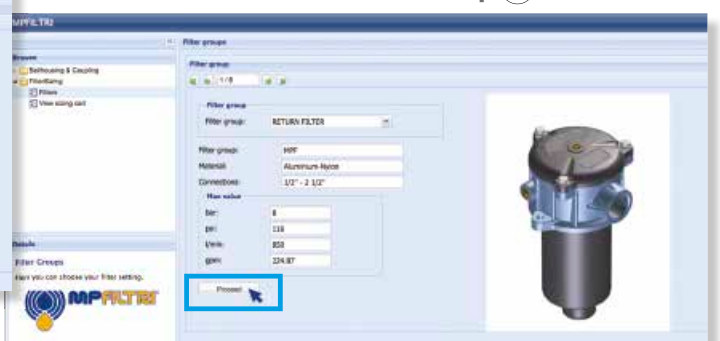 MPFILTRI
Browse
Bellhousing & Coupling
FilterSizing
Filters
View sizing cart
Details
Filter Groups
Here you can choose your filter setting.
MPFILTRI
Filter groups
Filter group
1/8
Filter group
Filter group: RETURN FILTER
Filter group: MPF
Material: Aluminium-Nylon
Connections: 1/2" - 2 1/2"
Max value
bar: 8
psi: 116
l/min: 850
gpm: 224.87
Proceed